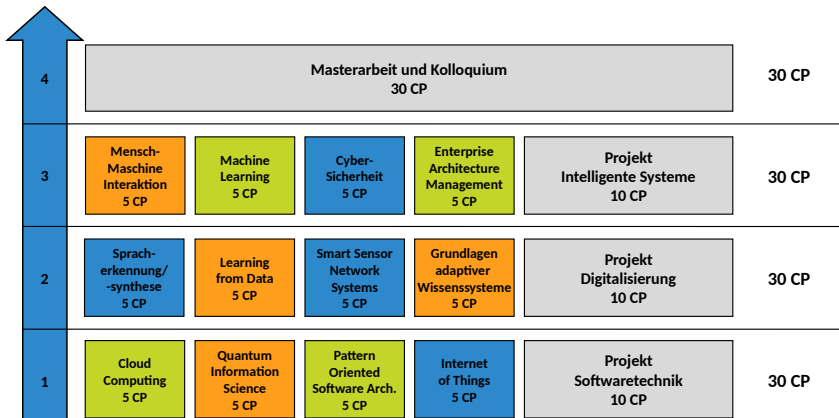 4
Masterarbeit und Kolloquium
30 CP
30 CP
3
Mensch-
Maschine
Interaktion
5 CP
Machine
Learning
5 CP
Cyber-
Sicherheit
5 CP
Enterprise
Architecture
Management
5 CP
Projekt
Intelligente Systeme
10 CP
30 CP
2
Sprach-
erkennung/
-synthese
5 CP
Learning
from Data
5 CP
Smart Sensor
Network
Systems
5 CP
Grundlagen
adaptiver
Wissenssysteme
5 CP
Projekt
Digitalisierung
10 CP
30 CP
1
Cloud
Computing
5 CP
Quantum
Information
Science
5 CP
Pattern
Oriented
Software Arch.
5 CP
Internet
of Things
5 CP
Projekt
Softwaretechnik
10 CP
30 CP